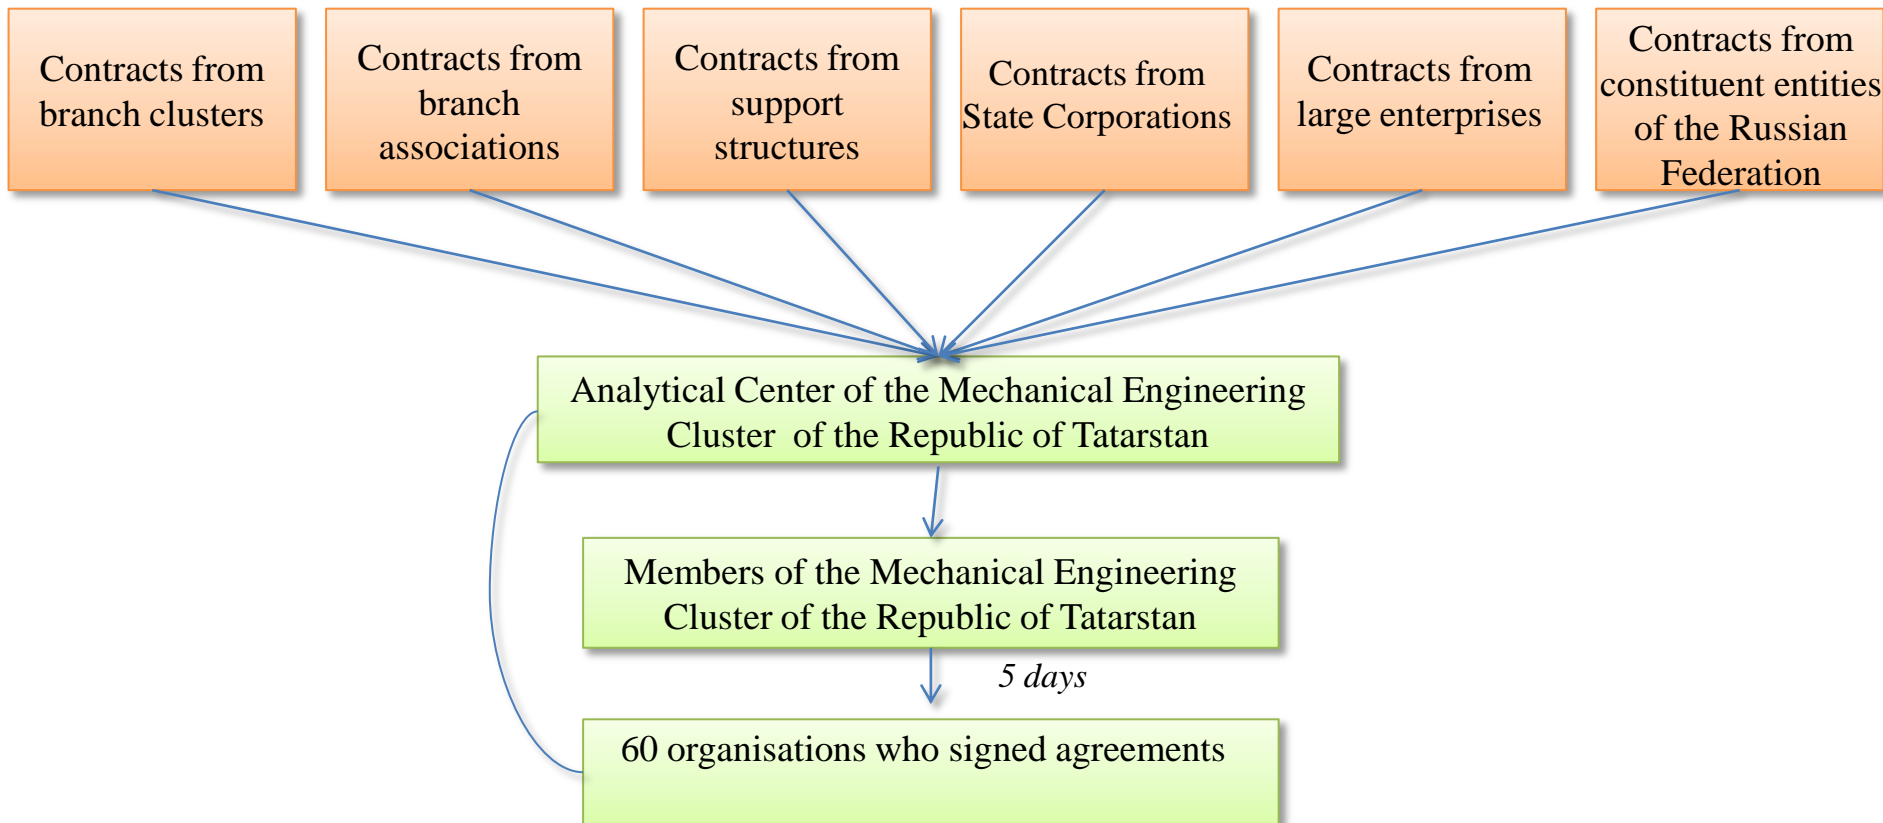 Contracts from
branch clusters
Contracts from
branch
associations
Contracts from
support
structures
Contracts from
State Corporations
Contracts from
large enterprises
Contracts from
constituent entities
of the Russian
Federation
Analytical Center of the Mechanical Engineering
Cluster of the Republic of Tatarstan
Members of the Mechanical Engineering
Cluster of the Republic of Tatarstan
5 days
60 organisations who signed agreements